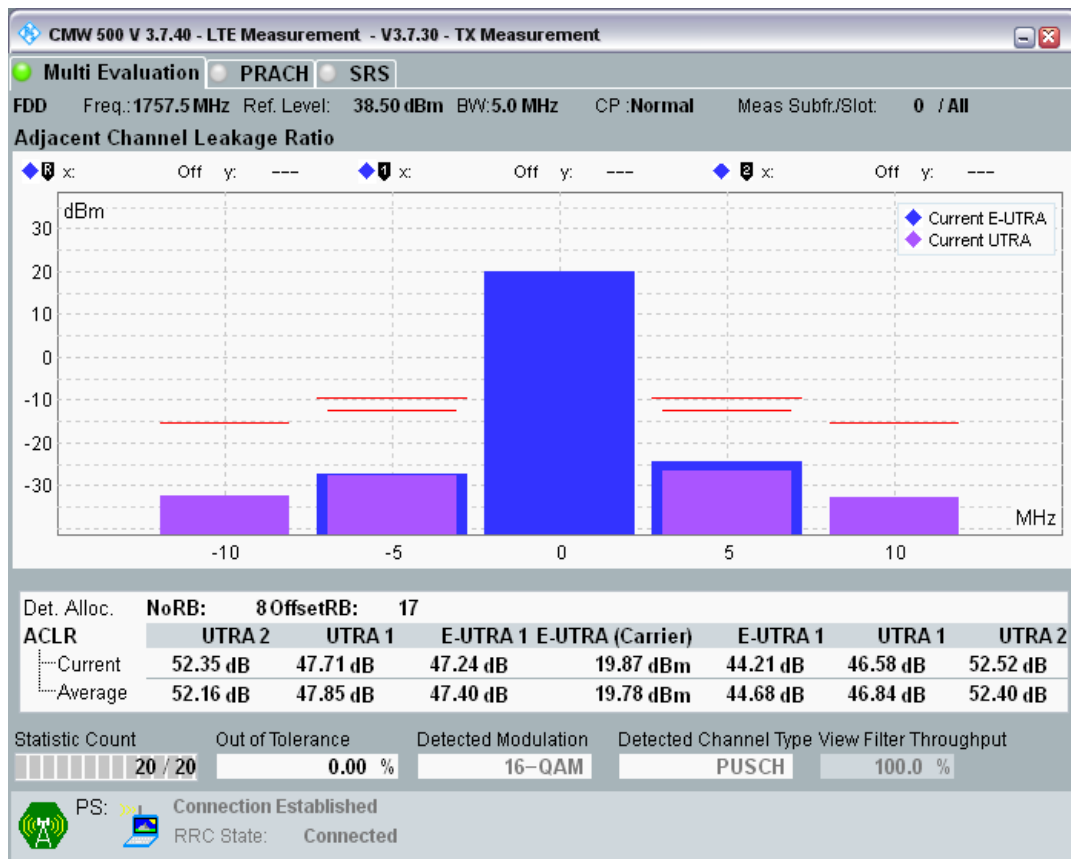 CMW 500 V 3.7.40 - LTE Measurement - V3.7.30 - TX Measurement
Multi Evaluation PRACH SRS
FDD Freq.: 1757.5 MHz Ref. Level: 38.50 dBm BW: 5.0 MHz CP : Normal Meas Subfr./Slot: 0 / All
Adjacent Channel Leakage Ratio
R x: Off y: --- 1 x: Off y: --- 2 x: Off y: ---
dBm
Current E-UTRA
Current UTRA
30
20
10
0
-10
-20
-30
MHz
-10 -5 0 5 10
Det. Alloc. NoRB: 8 OffsetRB: 17
ACLR UTRA 2 UTRA 1 E-UTRA 1 E-UTRA (Carrier) E-UTRA 1 UTRA 1 UTRA 2
Current 52.35 dB 47.71 dB 47.24 dB 19.87 dBm 44.21 dB 46.58 dB 52.52 dB
Average 52.16 dB 47.85 dB 47.40 dB 19.78 dBm 44.68 dB 46.84 dB 52.40 dB
Statistic Count Out of Tolerance Detected Modulation Detected Channel Type View Filter Throughput
20 / 20 0.00 % 16-QAM PUSCH 100.0 %
PS: Connection Established
RRC State: Connected